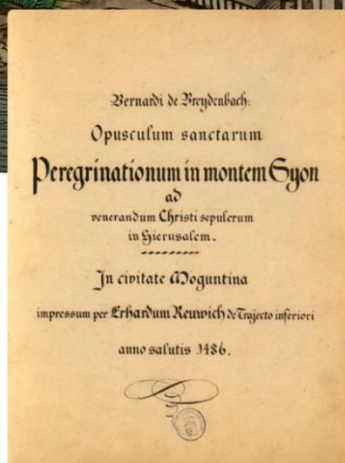 Bernardi de Breydenbach:
Opusculum sanctarum
Peregrinationum in montem Syon
ad
venerandum Christi sepulcrum
in Hierusalem.
In civitate Moguntina
impressum per Erhardum Reuwich de Trajecto inferiori
anno salutis 1486.